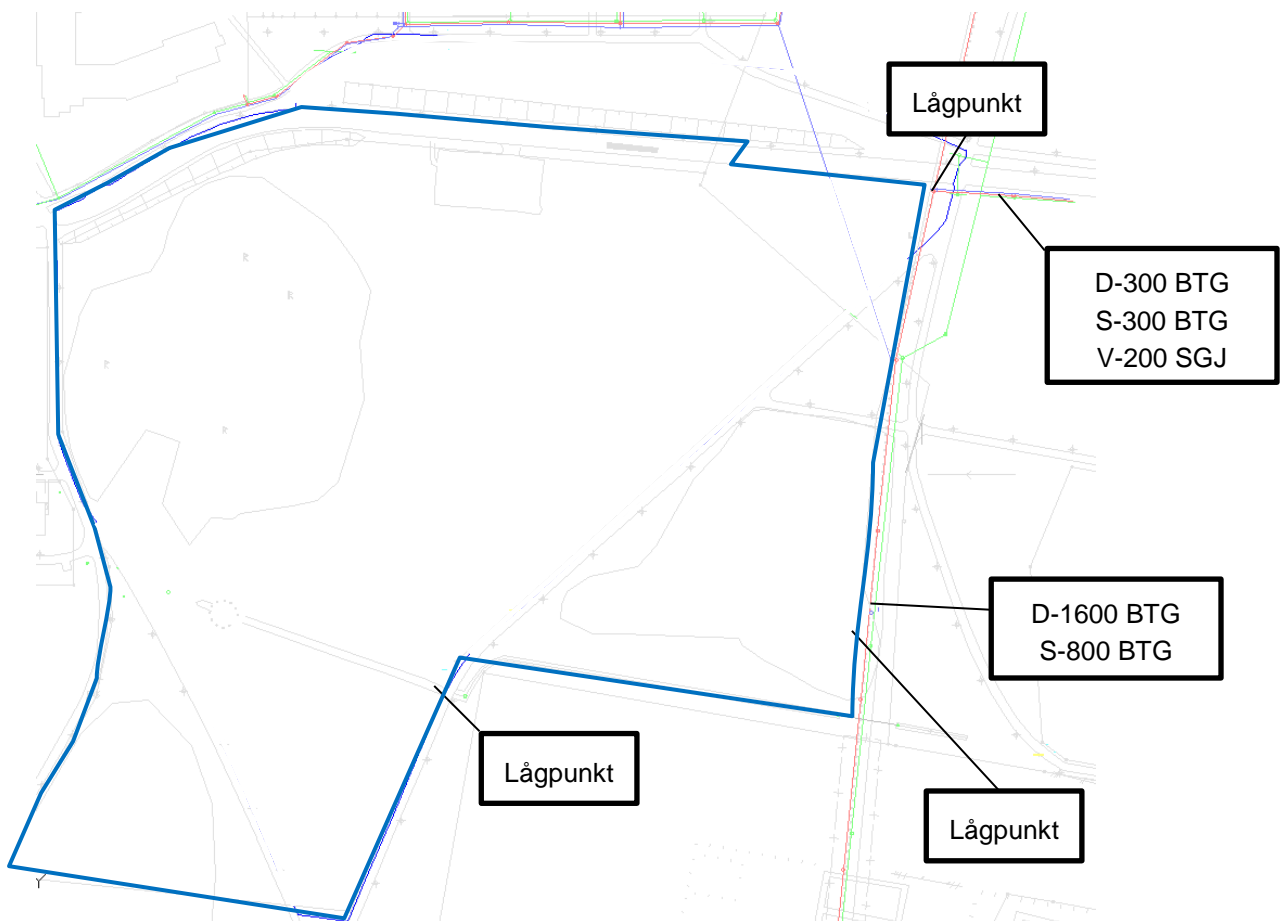 Lågpunkt
D-300 BTG
S-300 BTG
V-200 SGJ
D-1600 BTG
S-800 BTG
Lågpunkt
Lågpunkt